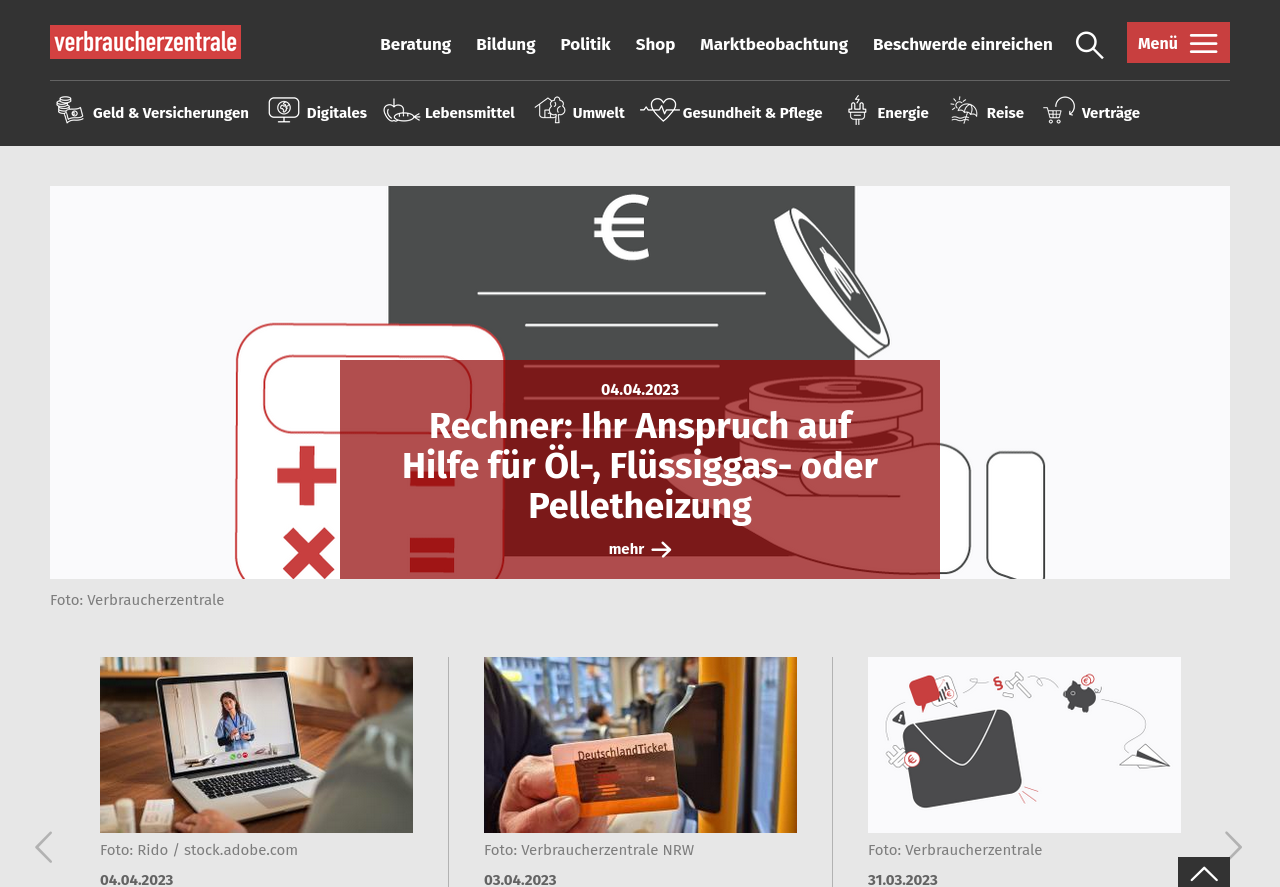 verbraucherzentrale
Beratung Bildung Politik Shop Marktbeobachtung Beschwerde einreichen Menü
Geld & Versicherungen Digitales Lebensmittel Umwelt Gesundheit & Pflege Energie Reise Verträge
€
04.04.2023
Rechner: Ihr Anspruch auf
Hilfe für Öl-, Flüssiggas- oder
Pelletheizung
mehr
Foto: Verbraucherzentrale
DeutschlandTicket
Foto: Rido / stock.adobe.com
Foto: Verbraucherzentrale NRW
Foto: Verbraucherzentrale
04.04.2023
03.04.2023
31.03.2023